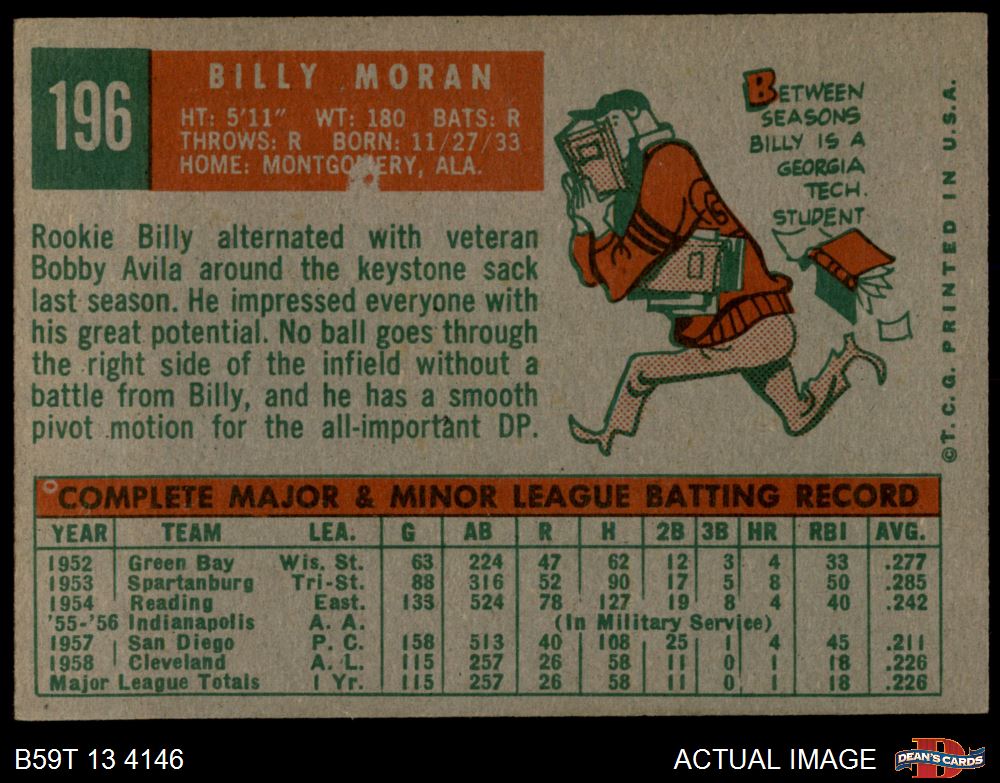 196
BILLY MORAN
HT: 5'11" WT: 180 BATS: R
THROWS: R BORN: 11/27/33
HOME: MONTGOMERY, ALA.
BETWEEN
SEASONS
BILLY IS A
GEORGIA
TECH.
STUDENT
Rookie Billy alternated with veteran
Bobby Avila around the keystone sack
last season. He impressed everyone with
his great potential. No ball goes through
the right side of the infield without a
battle from Billy, and he has a smooth
pivot motion for the all-important DP.
©T. C. G. PRINTED IN U.S.A.
COMPLETE MAJOR & MINOR LEAGUE BATTING RECORD
YEAR TEAM LEA. G AB R H 2B 3B HR RBI AVG.
1952 Green Bay Wis. St. 63 224 47 62 12 3 4 33 .277
1953 Spartanburg Tri-St. 88 316 52 90 17 5 8 50 .285
1954 Reading East. 133 524 78 127 19 8 4 40 .242
'55-'56 Indianapolis A. A. (In Military Service)
1957 San Diego P. C. 158 513 40 108 25 1 4 45 .211
1958 Cleveland A. L. 115 257 26 58 11 0 1 18 .226
Major League Totals 1 Yr. 115 257 26 58 11 0 1 18 .226
B59T 13 4146
ACTUAL IMAGE
D
DEAN'S CARDS